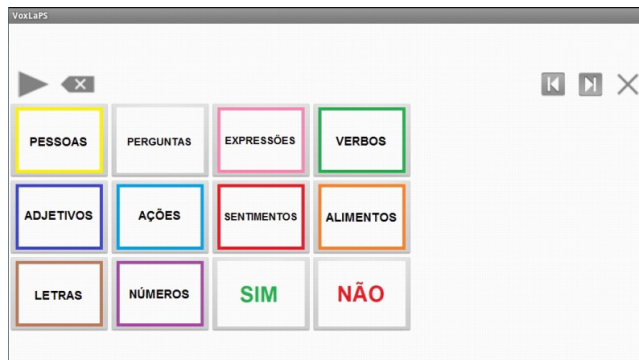 VoxLaPS
PESSOAS PERGUNTAS EXPRESSÕES VERBOS
ADJETIVOS AÇÕES SENTIMENTOS ALIMENTOS
LETRAS NÚMEROS SIM NÃO